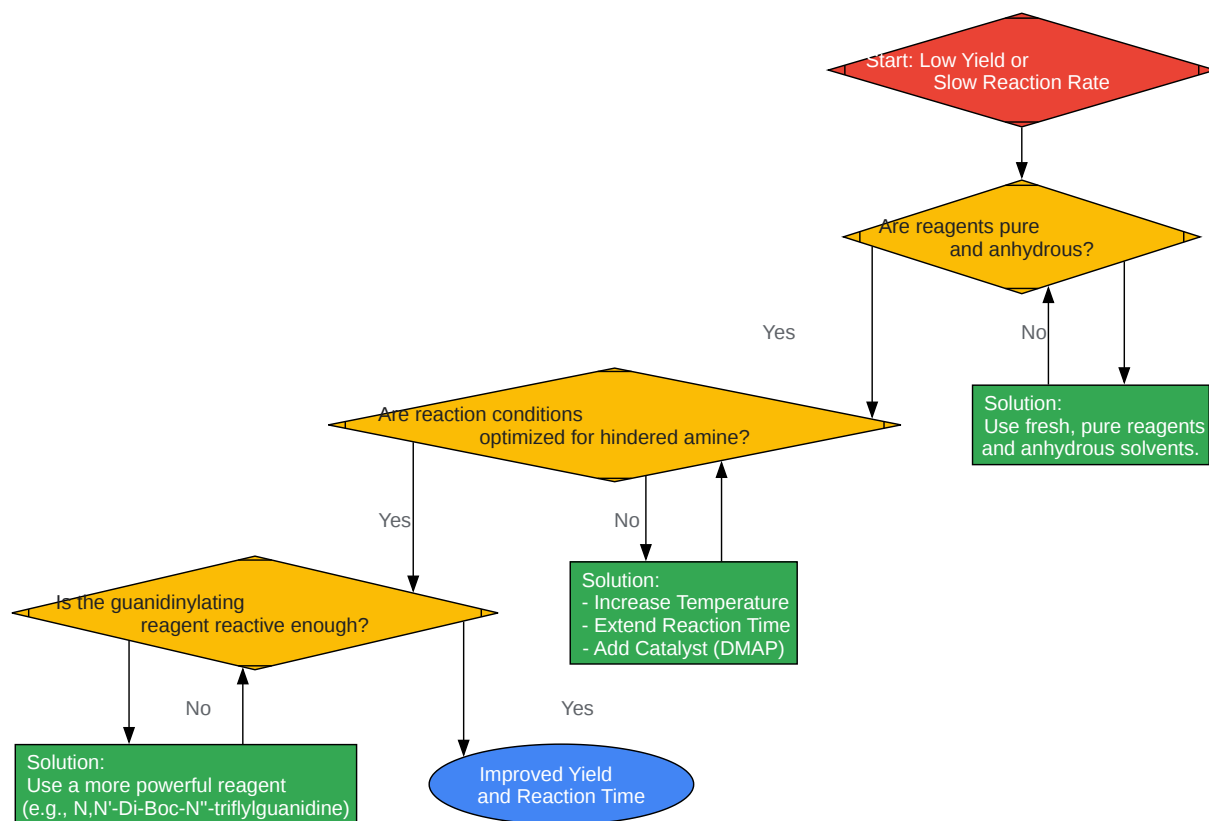 Start: Low Yield or
Slow Reaction Rate
Are reagents pure
and anhydrous?
Yes
No
Solution:
Use fresh, pure reagents
and anhydrous solvents.
Are reaction conditions
optimized for hindered amine?
Yes
No
Solution:
- Increase Temperature
- Extend Reaction Time
- Add Catalyst (DMAP)
Is the guanidinylating
reagent reactive enough?
No
Yes
Solution:
Use a more powerful reagent
(e.g., N,N'-Di-Boc-N"-triflylguanidine)
Improved Yield
and Reaction Time